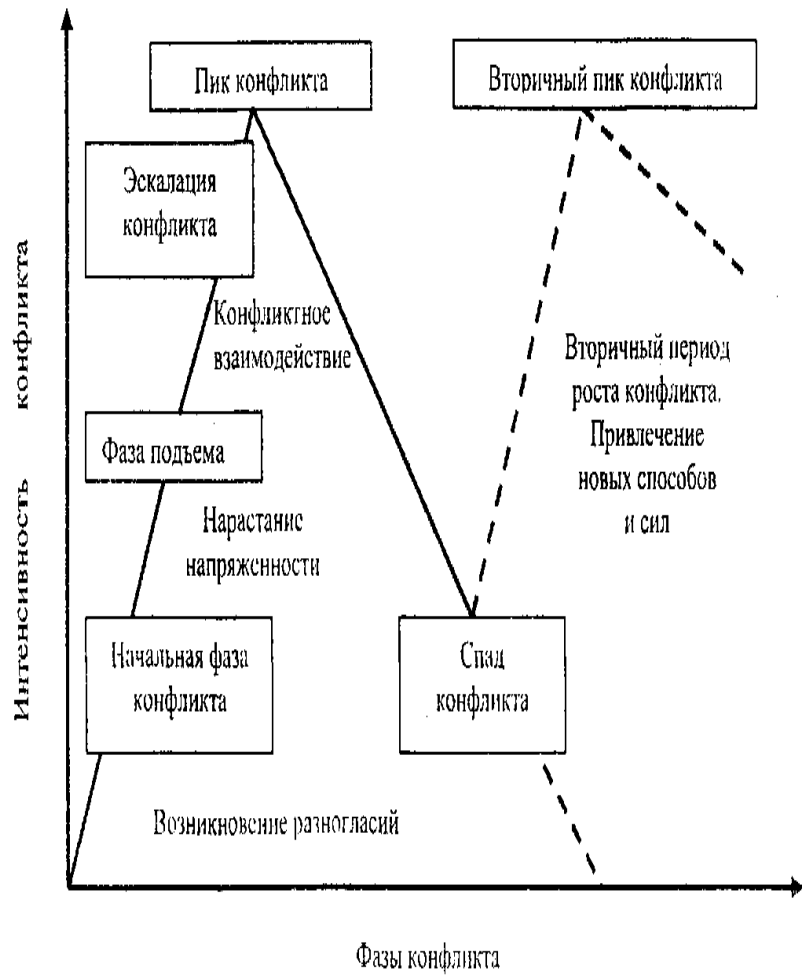 Пик конфликта
Вторичный пик конфликта
Эскалация
конфликта
Конфликтное
взаимодействие
Вторичный период
роста конфликта.
Привлечение
новых способов
и сил
Фаза подъема
Нарастание
напряженности
Начальная фаза
конфликта
Спад
конфликта
Возникновение разногласий
Интенсивность конфликта
Фазы конфликта